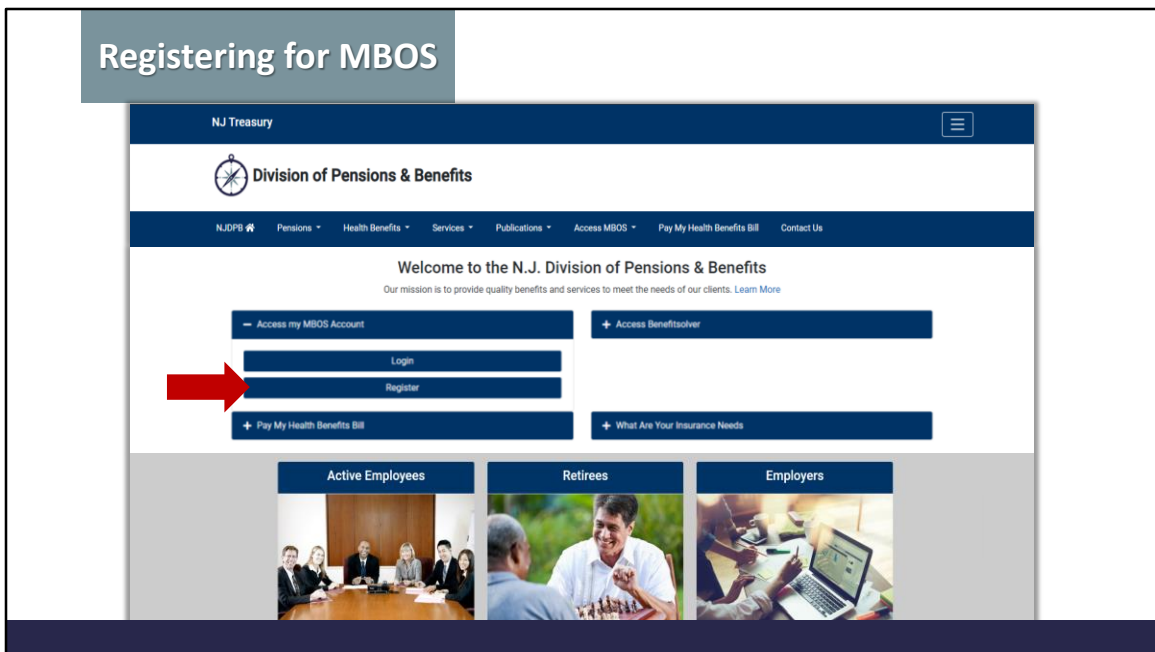 Registering for MBOS
NJ Treasury
Division of Pensions & Benefits
NJDPB Pensions Health Benefits Services Publications Access MBOS Pay My Health Benefits Bill Contact Us
Welcome to the N.J. Division of Pensions & Benefits
Our mission is to provide quality benefits and services to meet the needs of our clients. Learn More
Access my MBOS Account
Access Benefitsolver
Login
Register
Pay My Health Benefits Bill
What Are Your Insurance Needs
Active Employees
Retirees
Employers